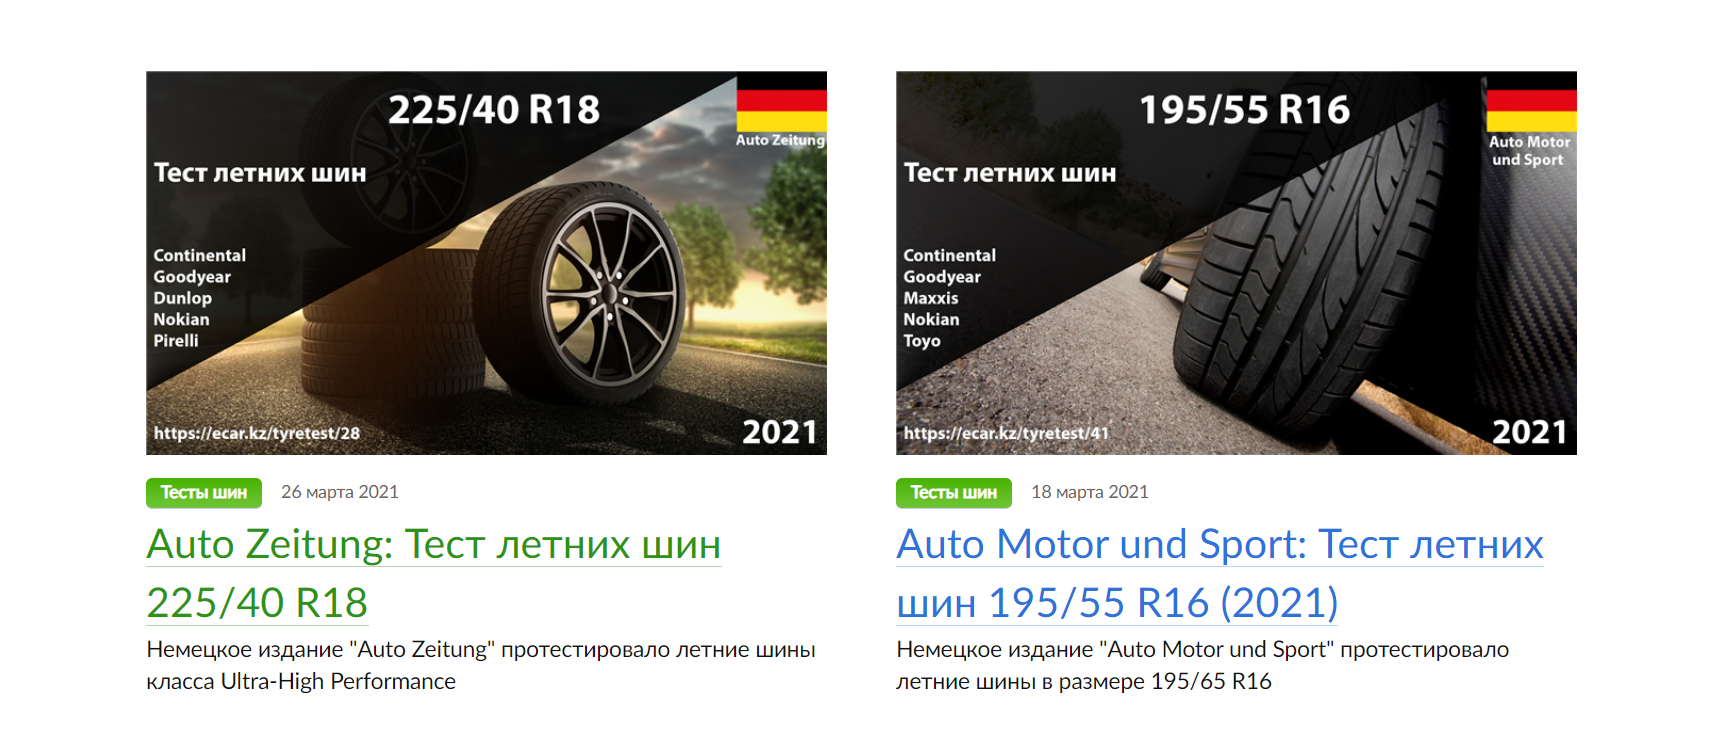 225/40 R18
Auto Zeitung
Тест летних шин
Continental
Goodyear
Dunlop
Nokian
Pirelli
https://ecar.kz/tyretest/28
2021
Тесты шин
26 марта 2021
Auto Zeitung: Тест летних шин
225/40 R18
Немецкое издание "Auto Zeitung" протестировало летние шины
класса Ultra-High Performance
195/55 R16
Auto Motor
und Sport
Тест летних шин
Continental
Goodyear
Maxxis
Nokian
Toyo
https://ecar.kz/tyretest/41
2021
Тесты шин
18 марта 2021
Auto Motor und Sport: Тест летних
шин 195/55 R16 (2021)
Немецкое издание "Auto Motor und Sport" протестировало
летние шины в размере 195/65 R16